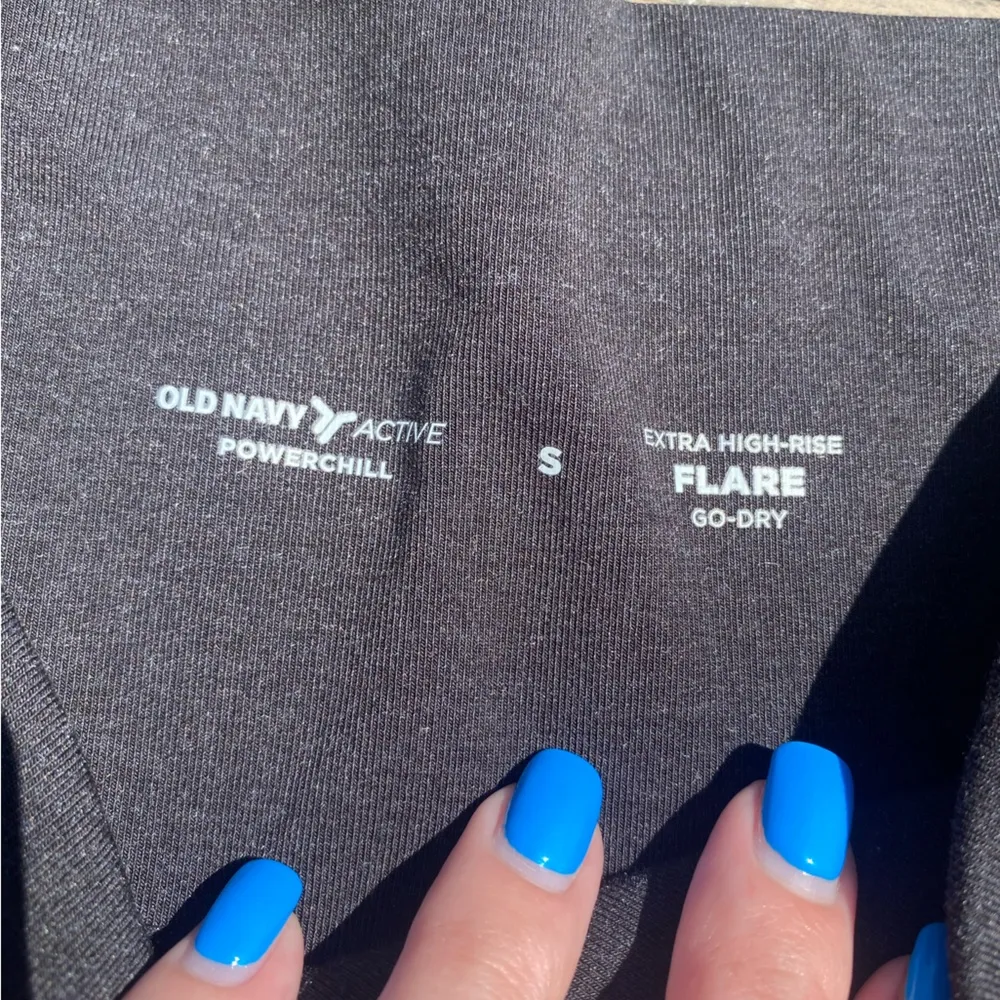 OLD NAVY ACTIVE
POWERCHILL
S
EXTRA HIGH-RISE
FLARE
GO-DRY